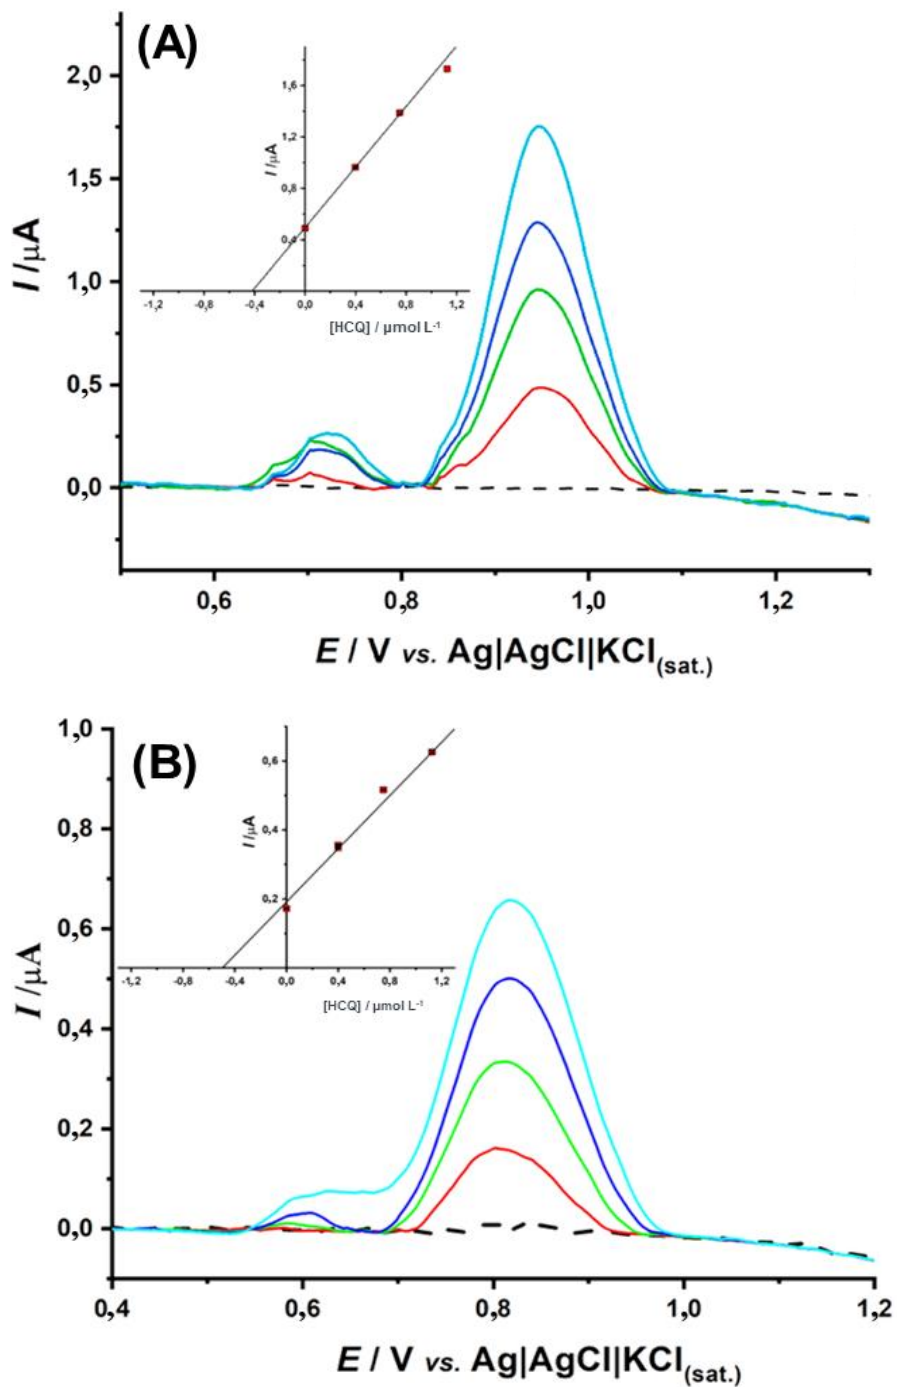 (A)
2,0
1,5
1,0
0,5
0,0
I /µA
1,6
1,2
0,8
0,4
I /µA
-1,2 -0,8 -0,4 0,0 0,4 0,8 1,2
[HCQ] / µmol L-1
0,6 0,8 1,0 1,2
E / V vs. Ag|AgCl|KCl(sat.)
(B)
1,0
0,8
0,6
0,4
0,2
0,0
I /µA
0,6
0,4
0,2
I /µA
-1,2 -0,8 -0,4 0,0 0,4 0,8 1,2
[HCQ] / µmol L-1
0,4 0,6 0,8 1,0 1,2
E / V vs. Ag|AgCl|KCl(sat.)